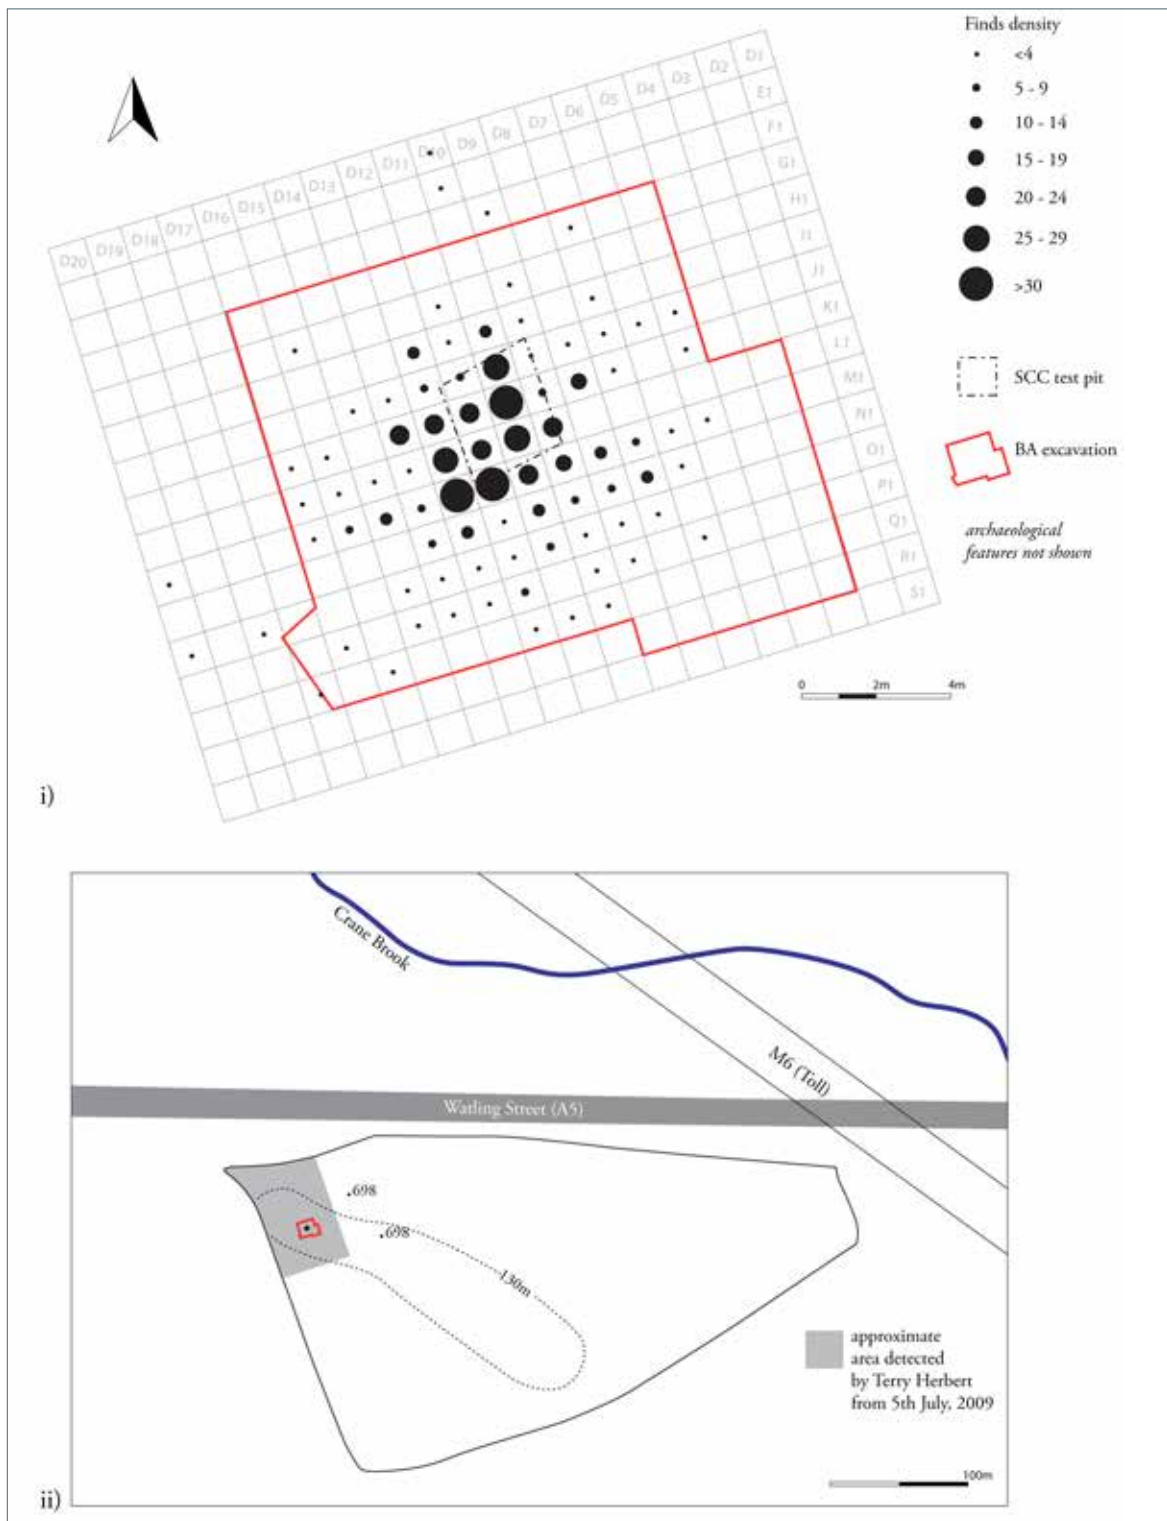 Finds density
<4
5 - 9
10 - 14
15 - 19
20 - 24
25 - 29
>30
SCC test pit
BA excavation
archaeological
features not shown
D20 D19 D18 D17 D16 D15 D14 D13 D12 D11 D10 D9 D8 D7 D6 D5 D4 D3 D2 D1
E1
F1
G1
H1
I1
J1
K1
L1
M1
N1
O1
P1
Q1
R1
S1
0 2m 4m
i)
Crane Brook
M6 (Toll)
Watling Street (A5)
698
698
130m
approximate
area detected
by Terry Herbert
from 5th July, 2009
100m
ii)